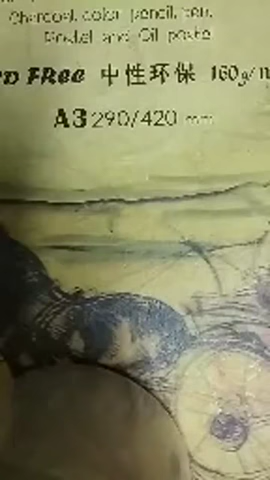 Charcoal, color pencil, pen,
Pastel and Oil paste
D FRee 中性环保 160g/m
A3 290/420 mm